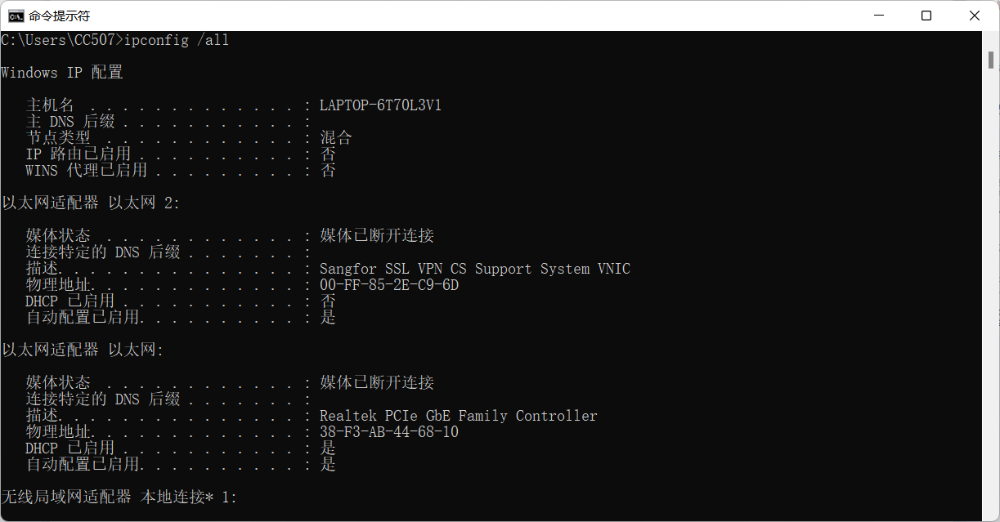 命令提示符
C:\Users\CC507>ipconfig /all
Windows IP 配置
主机名 . . . . . . . . . . . . . : LAPTOP-6T70L3V1
主 DNS 后缀 . . . . . . . . . . . :
节点类型 . . . . . . . . . . . . : 混合
IP 路由已启用 . . . . . . . . . . : 否
WINS 代理已启用 . . . . . . . . . : 否
以太网适配器 以太网 2:
媒体状态 . . . . . . . . . . . . : 媒体已断开连接
连接特定的 DNS 后缀 . . . . . . . :
描述. . . . . . . . . . . . . . . : Sangfor SSL VPN CS Support System VNIC
物理地址. . . . . . . . . . . . . : 00-FF-85-2E-C9-6D
DHCP 已启用 . . . . . . . . . . . : 否
自动配置已启用. . . . . . . . . . : 是
以太网适配器 以太网:
媒体状态 . . . . . . . . . . . . : 媒体已断开连接
连接特定的 DNS 后缀 . . . . . . . :
描述. . . . . . . . . . . . . . . : Realtek PCIe GbE Family Controller
物理地址. . . . . . . . . . . . . : 38-F3-AB-44-68-10
DHCP 已启用 . . . . . . . . . . . : 是
自动配置已启用. . . . . . . . . . : 是
无线局域网适配器 本地连接* 1: